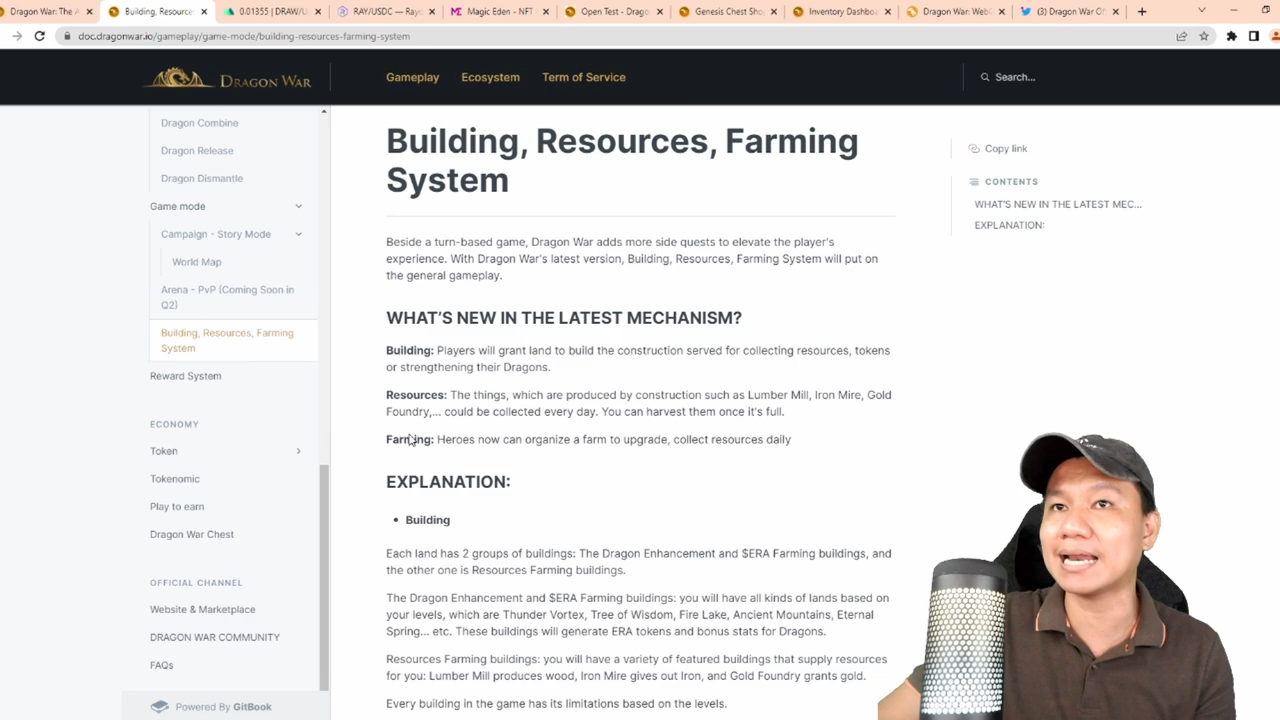 Dragon War: The A
Building, Resource
0.01355 | DRAW/U
RAY/USDC — Rayd
Magic Eden - NFT
Open Test - Drago
Genesis Chest Sho
Inventory Dashbo
Dragon War: Web
(3) Dragon War Of
doc.dragonwar.io/gameplay/game-mode/building-resources-farming-system
DRAGON WAR
Gameplay
Ecosystem
Term of Service
Search...
Dragon Combine
Dragon Release
Dragon Dismantle
Game mode
Campaign - Story Mode
World Map
Arena - PvP (Coming Soon in
Q2)
Building, Resources, Farming
System
Reward System
ECONOMY
Token
Tokenomic
Play to earn
Dragon War Chest
OFFICIAL CHANNEL
Website & Marketplace
DRAGON WAR COMMUNITY
FAQs
Powered By GitBook
Building, Resources, Farming
System
Beside a turn-based game, Dragon War adds more side quests to elevate the player's
experience. With Dragon War's latest version, Building, Resources, Farming System will put on
the general gameplay.
WHAT'S NEW IN THE LATEST MECHANISM?
Building: Players will grant land to build the construction served for collecting resources, tokens
or strengthening their Dragons.
Resources: The things, which are produced by construction such as Lumber Mill, Iron Mire, Gold
Foundry,... could be collected every day. You can harvest them once it's full.
Farming: Heroes now can organize a farm to upgrade, collect resources daily
EXPLANATION:
• Building
Each land has 2 groups of buildings: The Dragon Enhancement and $ERA Farming buildings, and
the other one is Resources Farming buildings.
The Dragon Enhancement and $ERA Farming buildings: you will have all kinds of lands based on
your levels, which are Thunder Vortex, Tree of Wisdom, Fire Lake, Ancient Mountains, Eternal
Spring... etc. These buildings will generate ERA tokens and bonus stats for Dragons.
Resources Farming buildings: you will have a variety of featured buildings that supply resources
for you: Lumber Mill produces wood, Iron Mire gives out Iron, and Gold Foundry grants gold.
Every building in the game has its limitations based on the levels.
Copy link
CONTENTS
WHAT'S NEW IN THE LATEST MEC...
EXPLANATION: